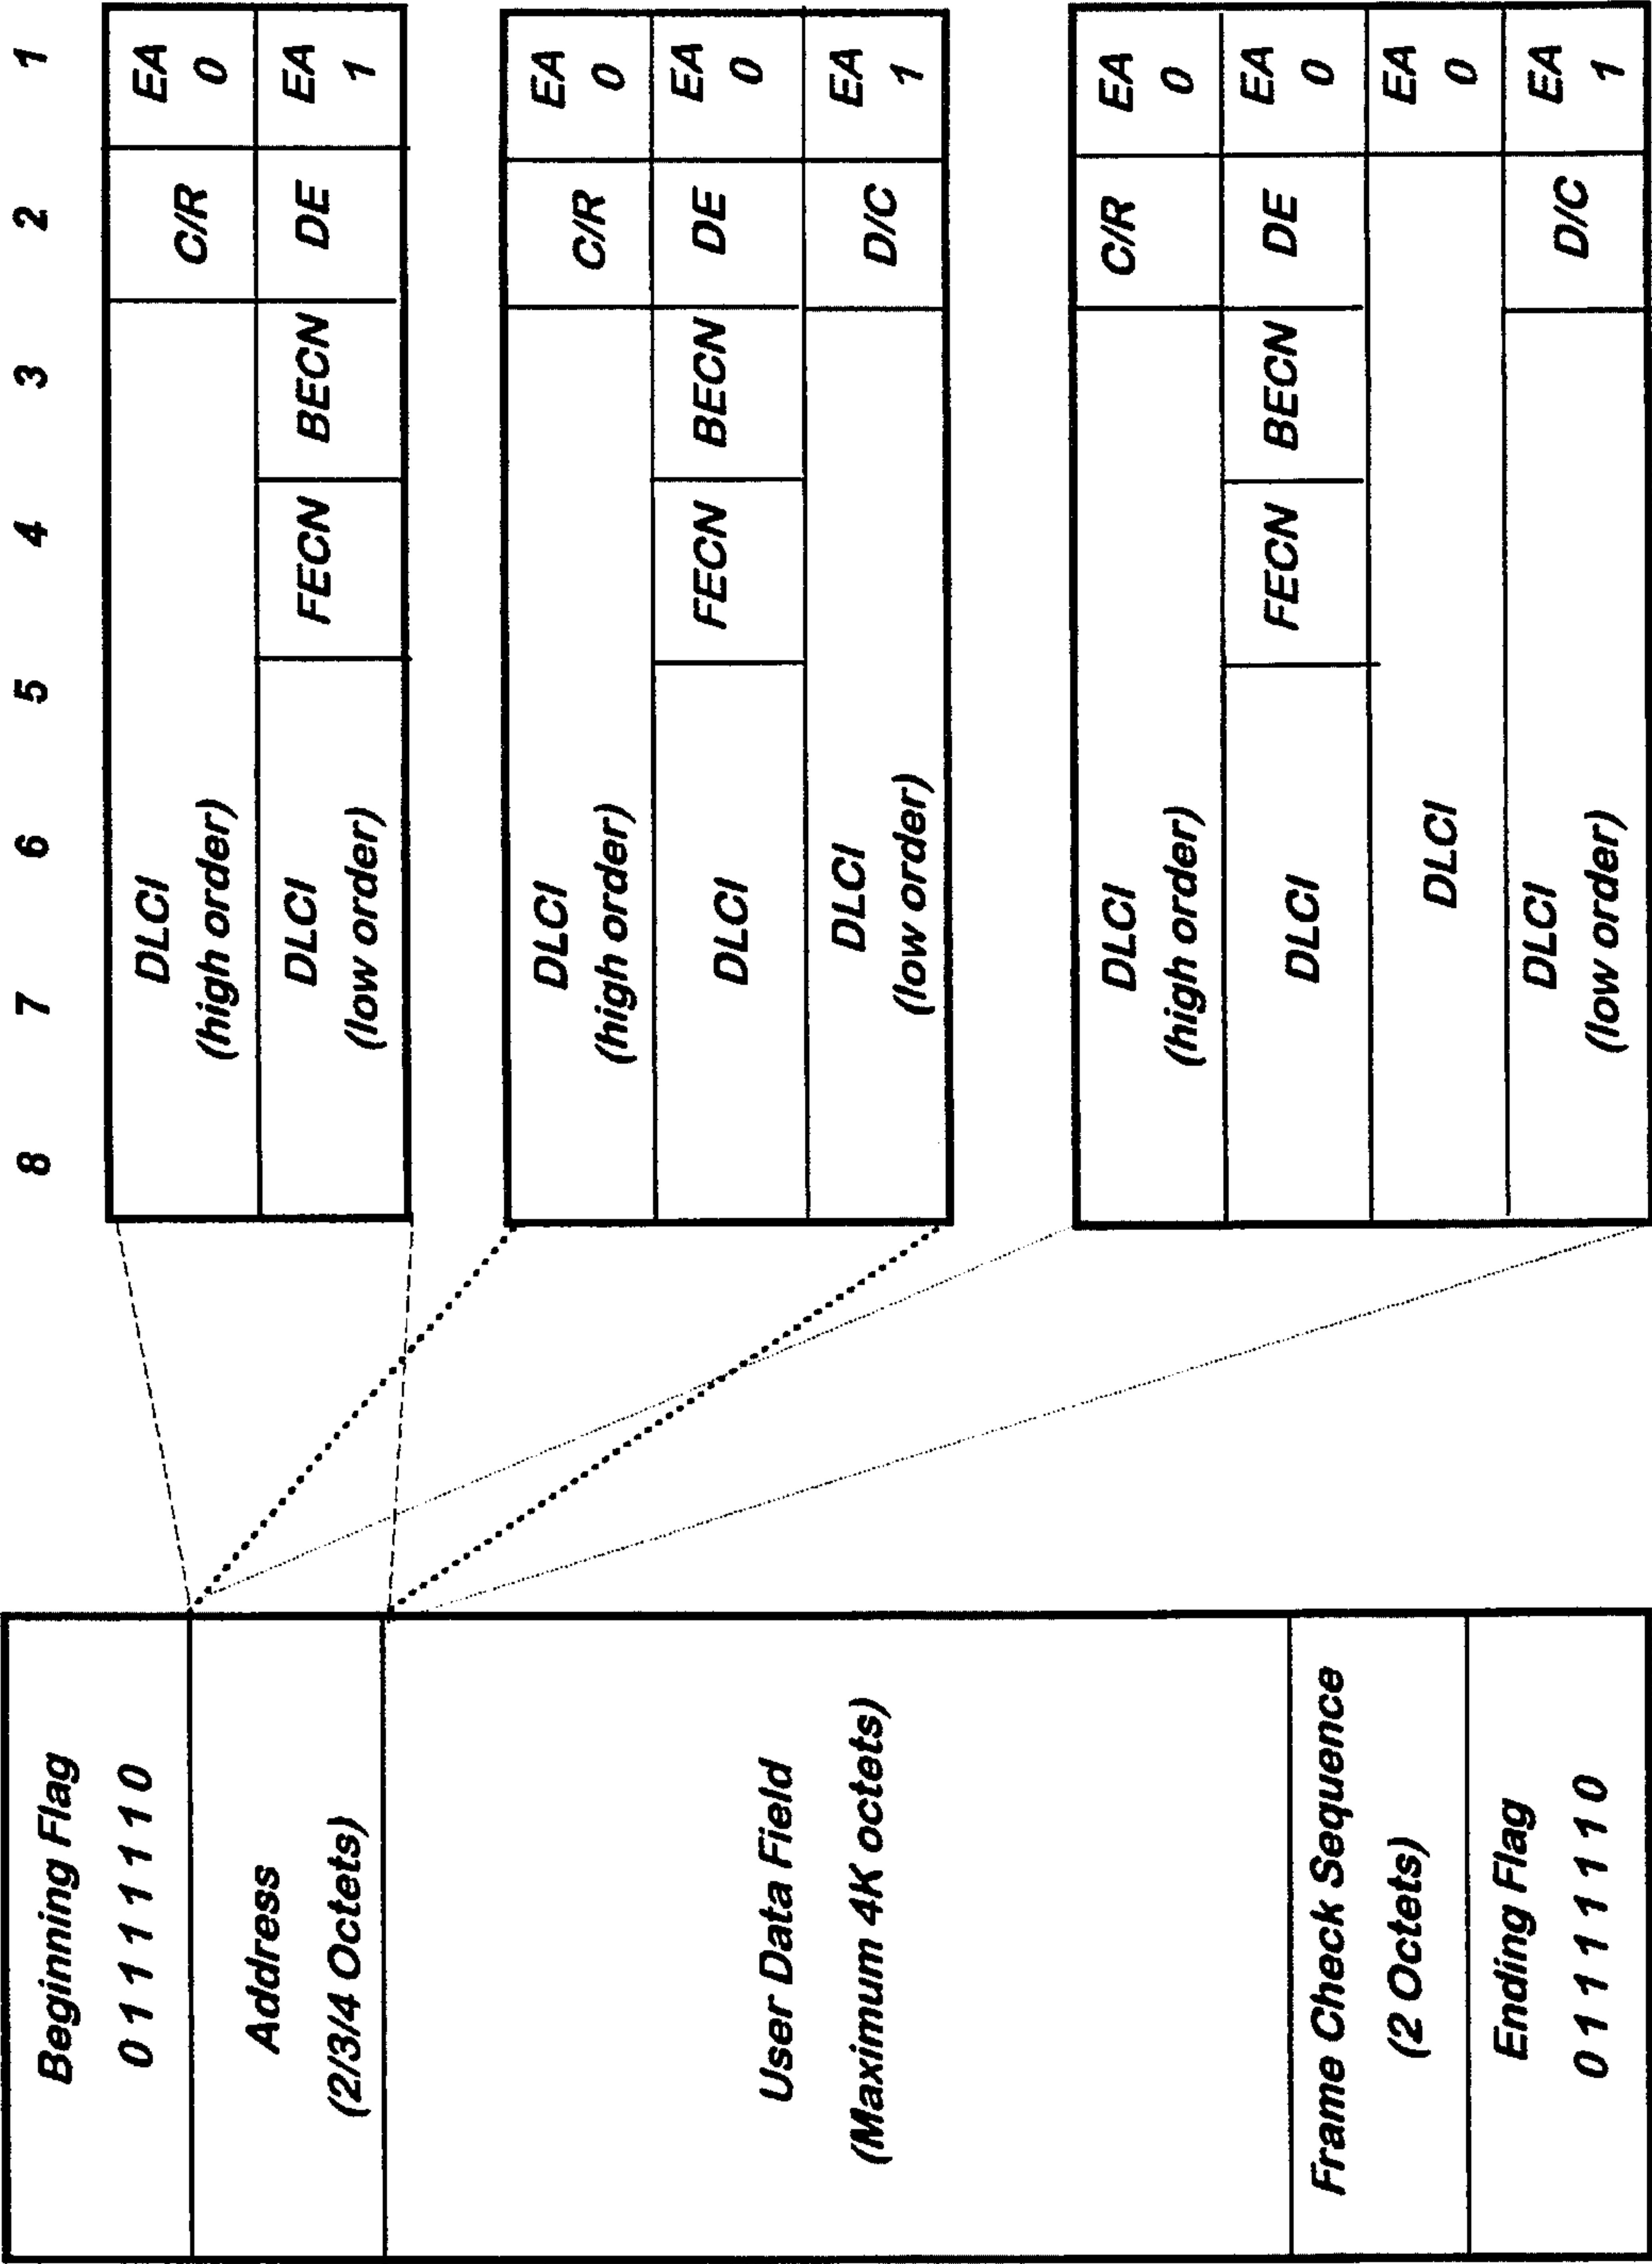 Beginning Flag
0 1 1 1 1 1 1 0
Address
(2/3/4 Octets)
User Data Field
(Maximum 4K octets)
Frame Check Sequence
(2 Octets)
Ending Flag
0 1 1 1 1 1 1 0
8 7 6 5 4 3 2 1
DLCI
(high order)
C/R
EA
0
DLCI
(low order)
FECN
BECN
DE
EA
1
DLCI
(high order)
C/R
EA
0
DLCI
FECN
BECN
DE
EA
0
DLCI
(low order)
D/C
EA
1
DLCI
(high order)
C/R
EA
0
DLCI
FECN
BECN
DE
EA
0
DLCI
EA
0
DLCI
(low order)
D/C
EA
1